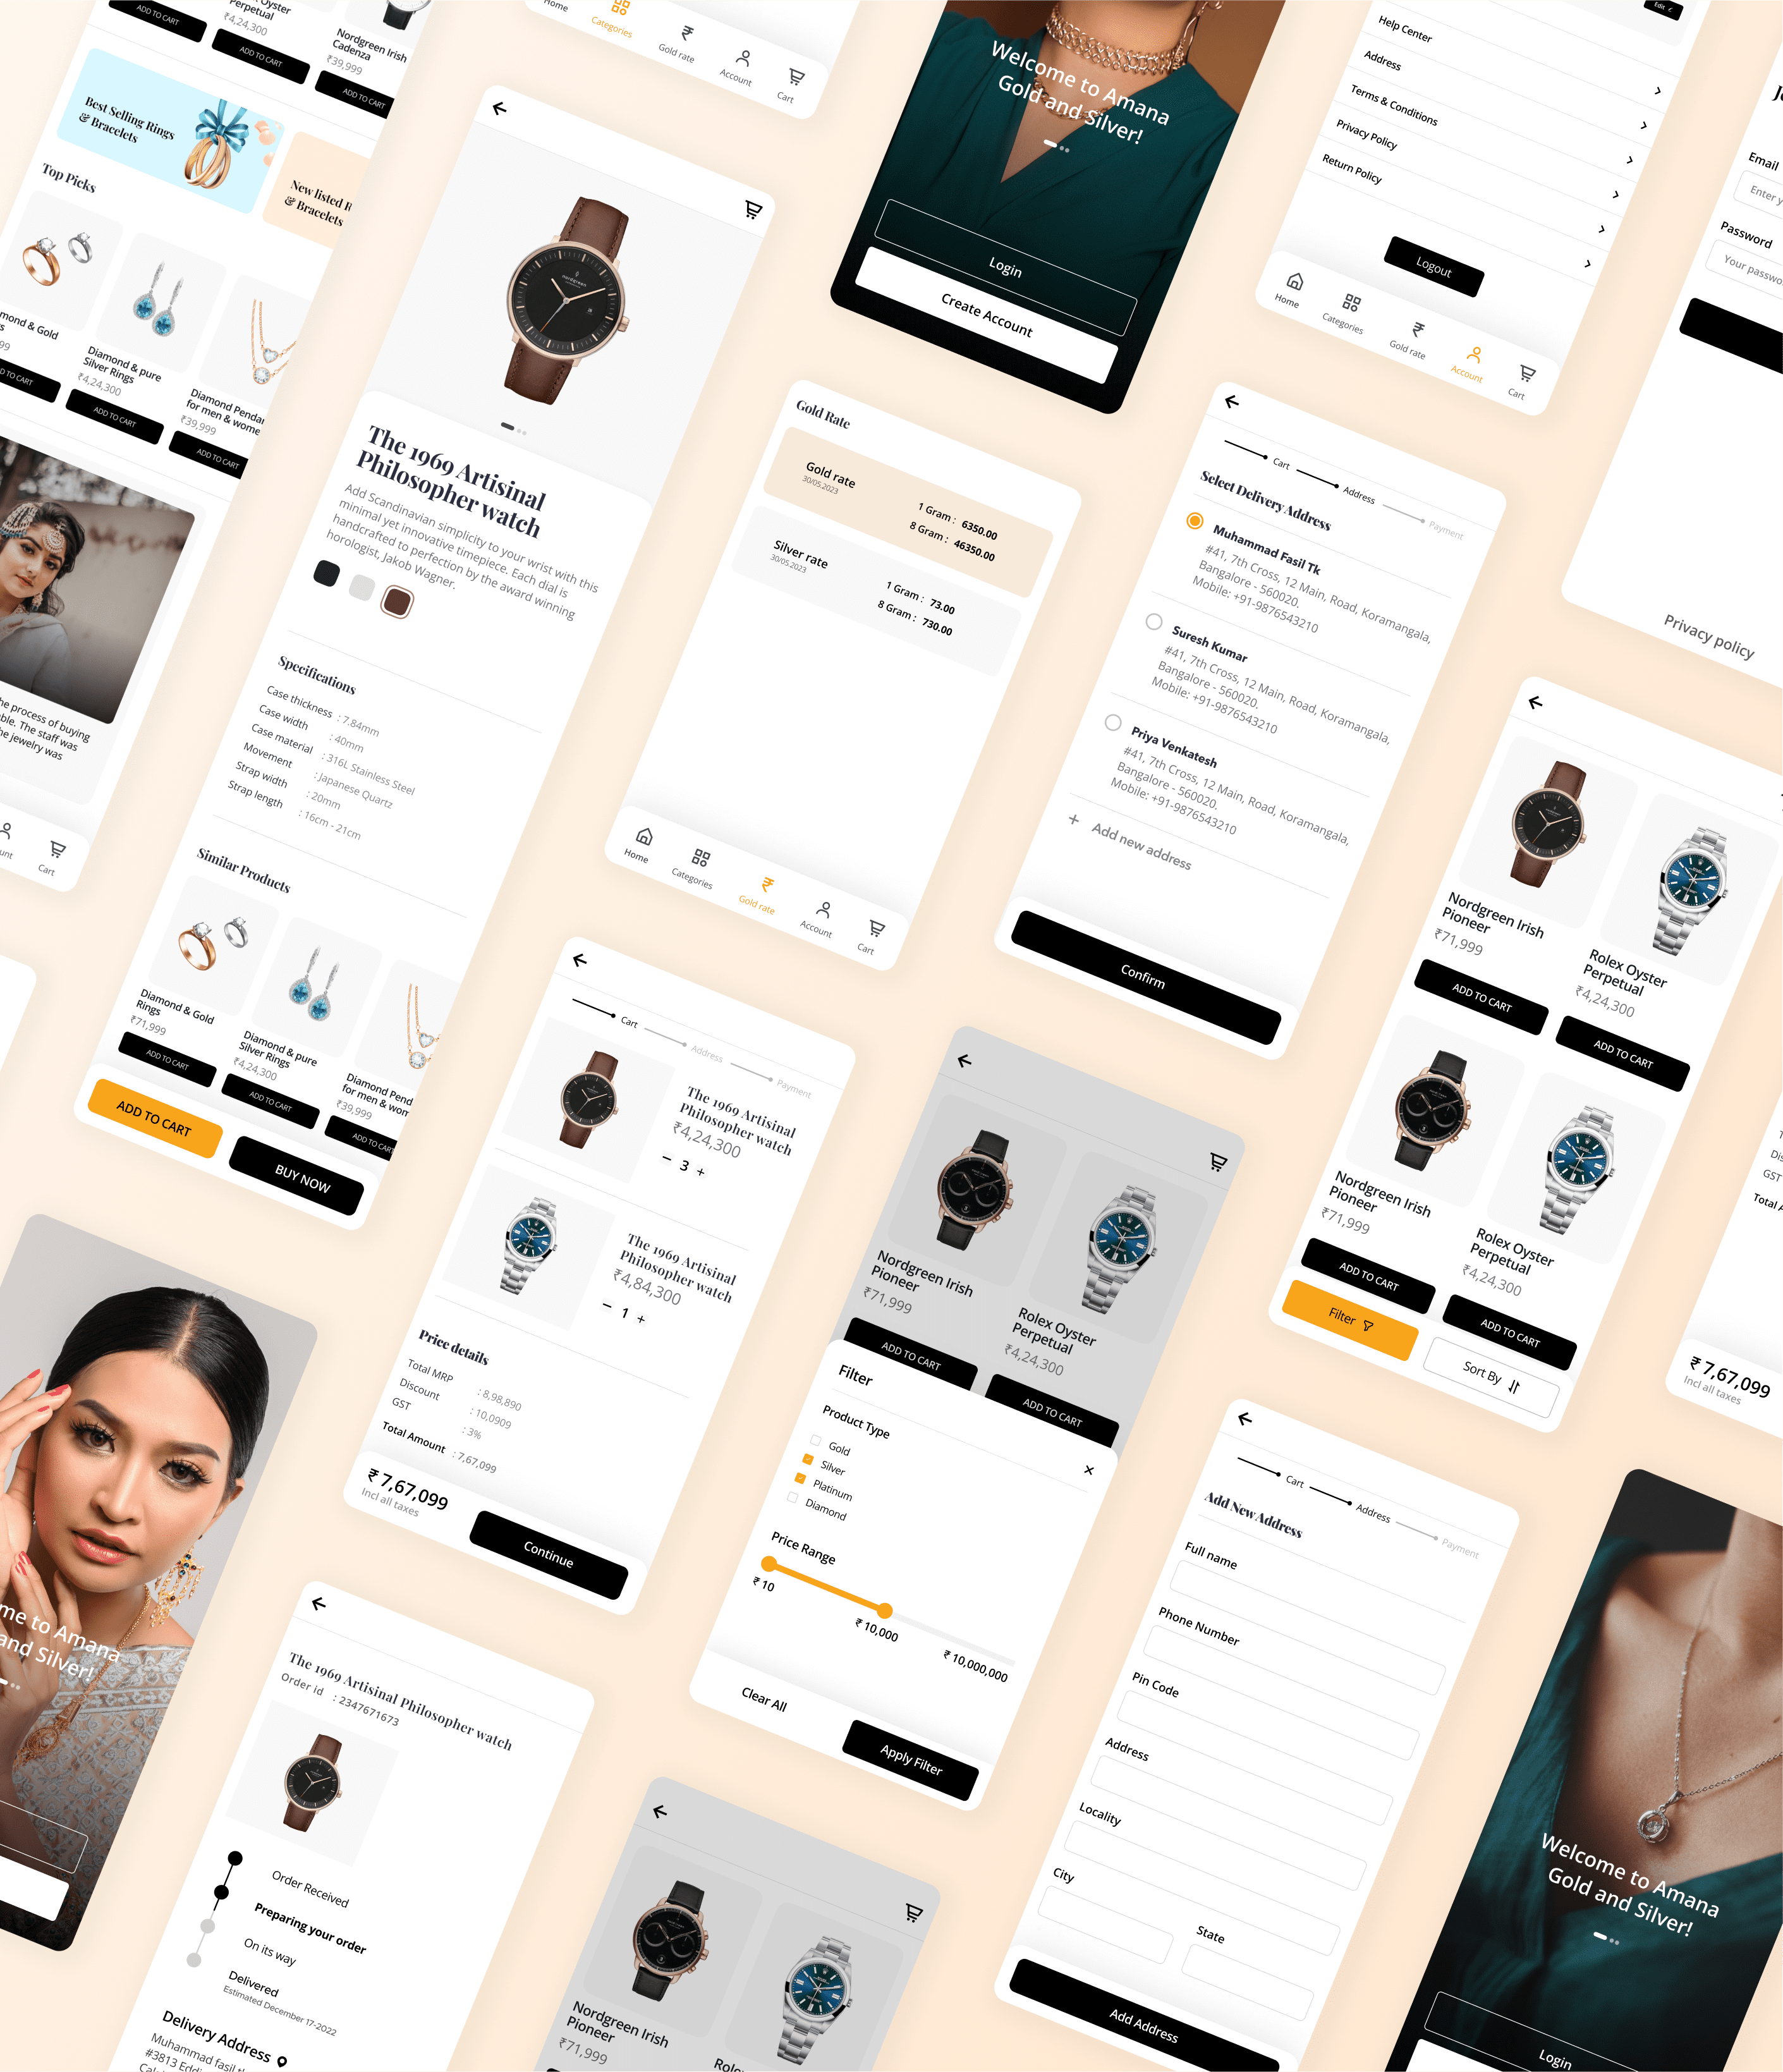 Oyster
Perpetual
₹4,24,300
ADD TO CART
ADD TO CART
Nordgreen Irish
Cadenza
₹39,999
ADD TO CART
Best Selling Rings
& Bracelets
New listed R
& Bracelets
Top Picks
mond & Gold
99
Diamond & pure
Silver Rings
₹4,24,300
ADD TO CART
Diamond Pendan
for men & wome
₹39,999
ADD TO CART
he process of buying
ble. The staff was
he jewelry was
unt
Cart
The 1969 Artisinal
Philosopher watch
Add Scandinavian simplicity to your wrist with this
minimal yet innovative timepiece. Each dial is
handcrafted to perfection by the award winning
horologist, Jakob Wagner.
Specifications
Case thickness : 7.84mm
Case width : 40mm
Case material : 316L Stainless Steel
Movement : Japanese Quartz
Strap width : 20mm
Strap length : 16cm - 21cm
Similar Products
Diamond & Gold
Rings
₹71,999
ADD TO CART
Diamond & pure
Silver Rings
₹4,24,300
ADD TO CART
Diamond Pend
for men & wom
₹39,999
ADD TO CAR
ADD TO CART
BUY NOW
Home
Categories
Gold rate
Account
Cart
Gold Rate
Gold rate
30/05.2023
1 Gram : 6350.00
8 Gram : 46350.00
Silver rate
30/05.2023
1 Gram : 73.00
8 Gram : 730.00
Home
Categories
Gold rate
Account
Cart
Welcome to Amana
Gold and Silver!
Login
Create Account
Edit
Help Center
Address
Terms & Conditions
Privacy Policy
Return Policy
Logout
Home
Categories
Gold rate
Account
Cart
Email
Enter y
Password
Your passwo
Privacy policy
Cart
Address
Payment
Select Delivery Address
Muhammad Fasil Tk
#41, 7th Cross, 12 Main, Road, Koramangala,
Bangalore - 560020.
Mobile: +91-9876543210
Suresh Kumar
#41, 7th Cross, 12 Main, Road, Koramangala,
Bangalore - 560020.
Mobile: +91-9876543210
Priya Venkatesh
#41, 7th Cross, 12 Main, Road, Koramangala,
Bangalore - 560020.
Mobile: +91-9876543210
+ Add new address
Confirm
Nordgreen Irish
Pioneer
₹71,999
ADD TO CART
Rolex Oyster
Perpetual
₹4,24,300
ADD TO CART
Nordgreen Irish
Pioneer
₹71,999
ADD TO CART
Rolex Oyster
Perpetual
₹4,24,300
ADD TO CART
Filter
Sort By
Dis
GST
Total A
₹ 7,67,099
Incl all taxes
Cart
Address
Payment
The 1969 Artisinal
Philosopher watch
₹4,24,300
− 3 +
The 1969 Artisinal
Philosopher watch
₹4,84,300
− 1 +
Price details
Total MRP : 8,98,890
Discount : 10,0909
GST : 3%
Total Amount : 7,67,099
₹ 7,67,099
Incl all taxes
Continue
Nordgreen Irish
Pioneer
₹71,999
ADD TO CART
Rolex Oyster
Perpetual
₹4,24,300
ADD TO CART
Filter
Product Type
Gold
Silver
Platinum
Diamond
Price Range
₹ 10
₹ 10,000
₹ 10,000,000
Clear All
Apply Filter
Cart
Address
Payment
Add New Address
Full name
Phone Number
Pin Code
Address
Locality
City
State
Add Address
me to Amana
and Silver!
The 1969 Artisinal Philosopher watch
Order id : 2347671673
Order Received
Preparing your order
On its way
Delivered
Estimated December 17-2022
Delivery Address
Muhammad fasil t
#3813 Eddi
Nordgreen Irish
Pioneer
₹71,999
Role
Welcome to Amana
Gold and Silver!
Login